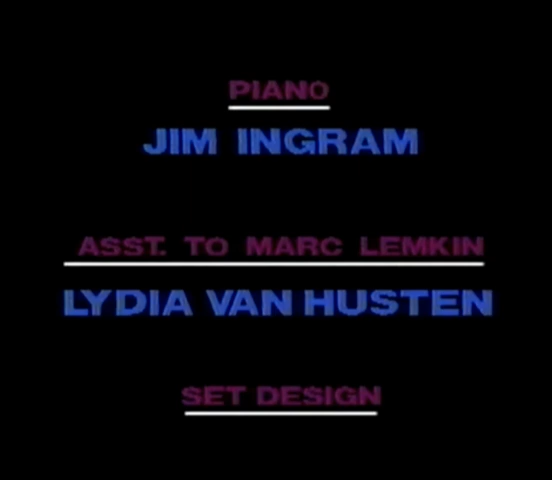 PIANO
JIM INGRAM
ASST. TO MARC LEMKIN
LYDIA VAN HUSTEN
SET DESIGN